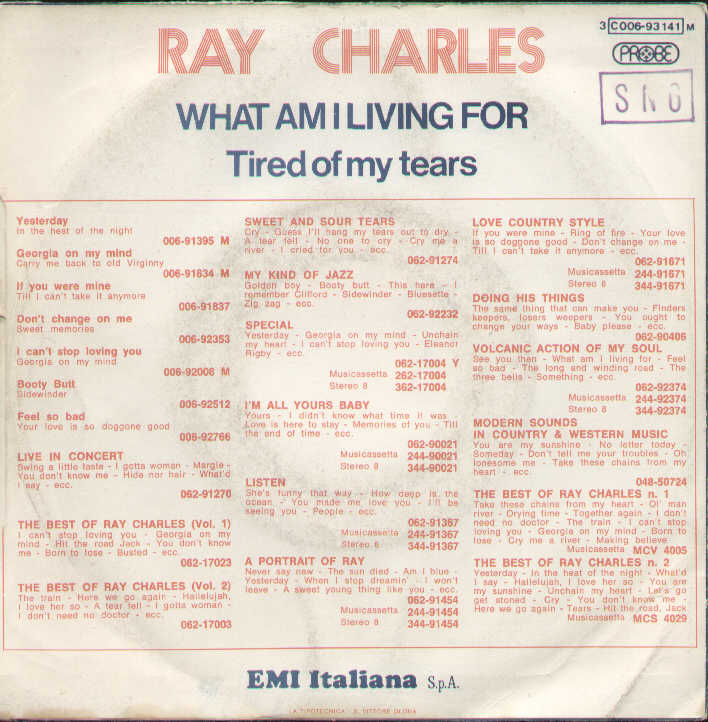 3 C006-93141 M
RAY CHARLES
PROBE
SNG
WHAT AM I LIVING FOR
Tired of my tears
Yesterday
In the hest of the night
006-91395 M
Georgia on my mind
Carry me back to old Virginny
006-91634 M
If you were mine
Till I can't take it anymore
006-91837
Don't change on me
Sweet memories
006-92353
I can't stop loving you
Georgia on my mind
006-92008 M
Booty Butt
Sidewinder
006-92512
Feel so bad
Your love is so doggone good
006-92766
LIVE IN CONCERT
Swing a little taste - I gotta woman - Margie -
You don't know me - Hide nor hair - What'd
I say - ecc.
062-91270
THE BEST OF RAY CHARLES (Vol. 1)
I can't stop loving you - Georgia on my
mind - Hit the road Jack - You don't know
me - Born to lose - Busted - ecc.
062-17023
THE BEST OF RAY CHARLES (Vol. 2)
The train - Here we go again - Hallelujah,
I love her so - A tear fell - I gotta woman -
I don't need no doctor - ecc.
062-17003
SWEET AND SOUR TEARS
Cry - Guess I'll hang my tears out to dry -
A tear fell - No one to cry - Cry me a
river - I cried for you - ecc.
062-91274
MY KIND OF JAZZ
Golden boy - Booty butt - This here - I
remember Clifford - Sidewinder - Bluesette -
Zig zag - ecc.
062-92232
SPECIAL
Yesterday - Georgia on my mind - Unchain
my heart - I can't stop loving you - Eleanor
Rigby - ecc.
062-17004 Y
Musicassetta 262-17004
Stereo 8 362-17004
I'M ALL YOURS BABY
Yours - I didn't know what time it was -
Love is here to stay - Memories of you - Till
the end of time - ecc.
062-90021
Musicassetta 244-90021
Stereo 8 344-90021
LISTEN
She's funny that way - How deep is the
ocean - You made me love you - I'll be
seeing you - People - ecc.
062-91367
Musicassetta 244-91367
Stereo 8 344-91367
A PORTRAIT OF RAY
Never say new - The sun died - Am I blue -
Yesterday - When I stop dreamin' - I won't
leave - A sweet young thing like you - ecc.
062-91454
Musicassetta 244-91454
Stereo 8 344-91454
LOVE COUNTRY STYLE
If you were mine - Ring of fire - Your love
is so doggone good - Don't change on me -
Till I can't take it anymore - ecc.
062-91671
Musicassetta 244-91671
Stereo 8 344-91671
DOING HIS THINGS
The same thing that can make you - Finders
keepers, losers weepers - You ought to
change your ways - Baby please - ecc.
062-90406
VOLCANIC ACTION OF MY SOUL
See you then - What am I living for - Feel
so bad - The long and winding road - The
three bells - Something - ecc.
062-92374
Musicassetta 244-92374
Stereo 8 344-92374
MODERN SOUNDS
IN COUNTRY & WESTERN MUSIC
You are my sunshine - No letter today -
Someday - Don't tell me your troubles - Oh
lonesome me - Take these chains from my
heart - ecc.
048-50724
THE BEST OF RAY CHARLES n. 1
Take these chains from my heart - Ol' man
river - Drying time - Together again - I don't
need no doctor - The train - I can't stop
loving you - Georgia on my mind - Born to
lose - Cry me a river - Making believe
Musicassetta MCV 4005
THE BEST OF RAY CHARLES n. 2
Yesterday - In the heat of the night - What'd
I say - Hallelujah, I love her so - You are
my sunshine - Unchain my heart - Let's go
get stoned - Cry - You don't know me -
Here we go again - Tears - Hit the road, Jack
Musicassetta MCS 4029
EMI Italiana S.p.A.
LA TIPOTECNICA - S. VITTORE OLONA